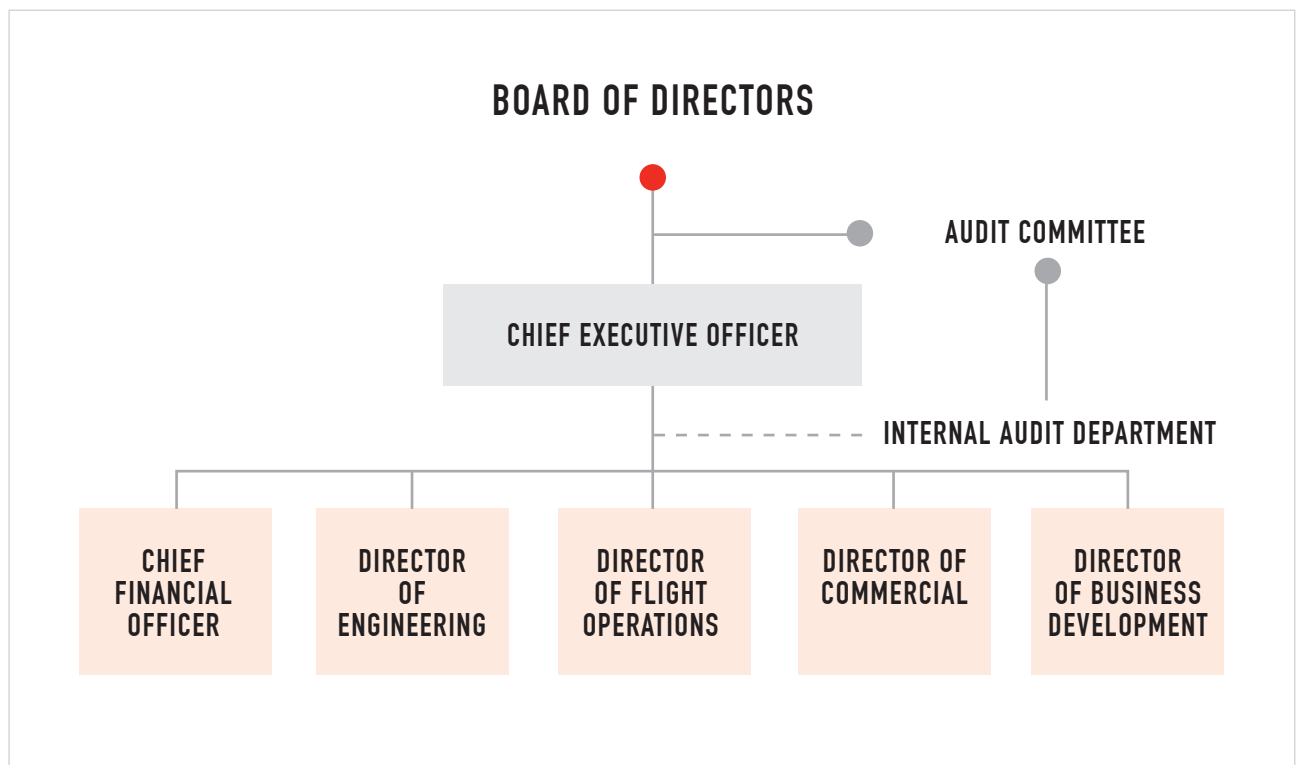 BOARD OF DIRECTORS
AUDIT COMMITTEE
CHIEF EXECUTIVE OFFICER
INTERNAL AUDIT DEPARTMENT
CHIEF
FINANCIAL
OFFICER
DIRECTOR
OF
ENGINEERING
DIRECTOR
OF FLIGHT
OPERATIONS
DIRECTOR OF
COMMERCIAL
DIRECTOR
OF BUSINESS
DEVELOPMENT